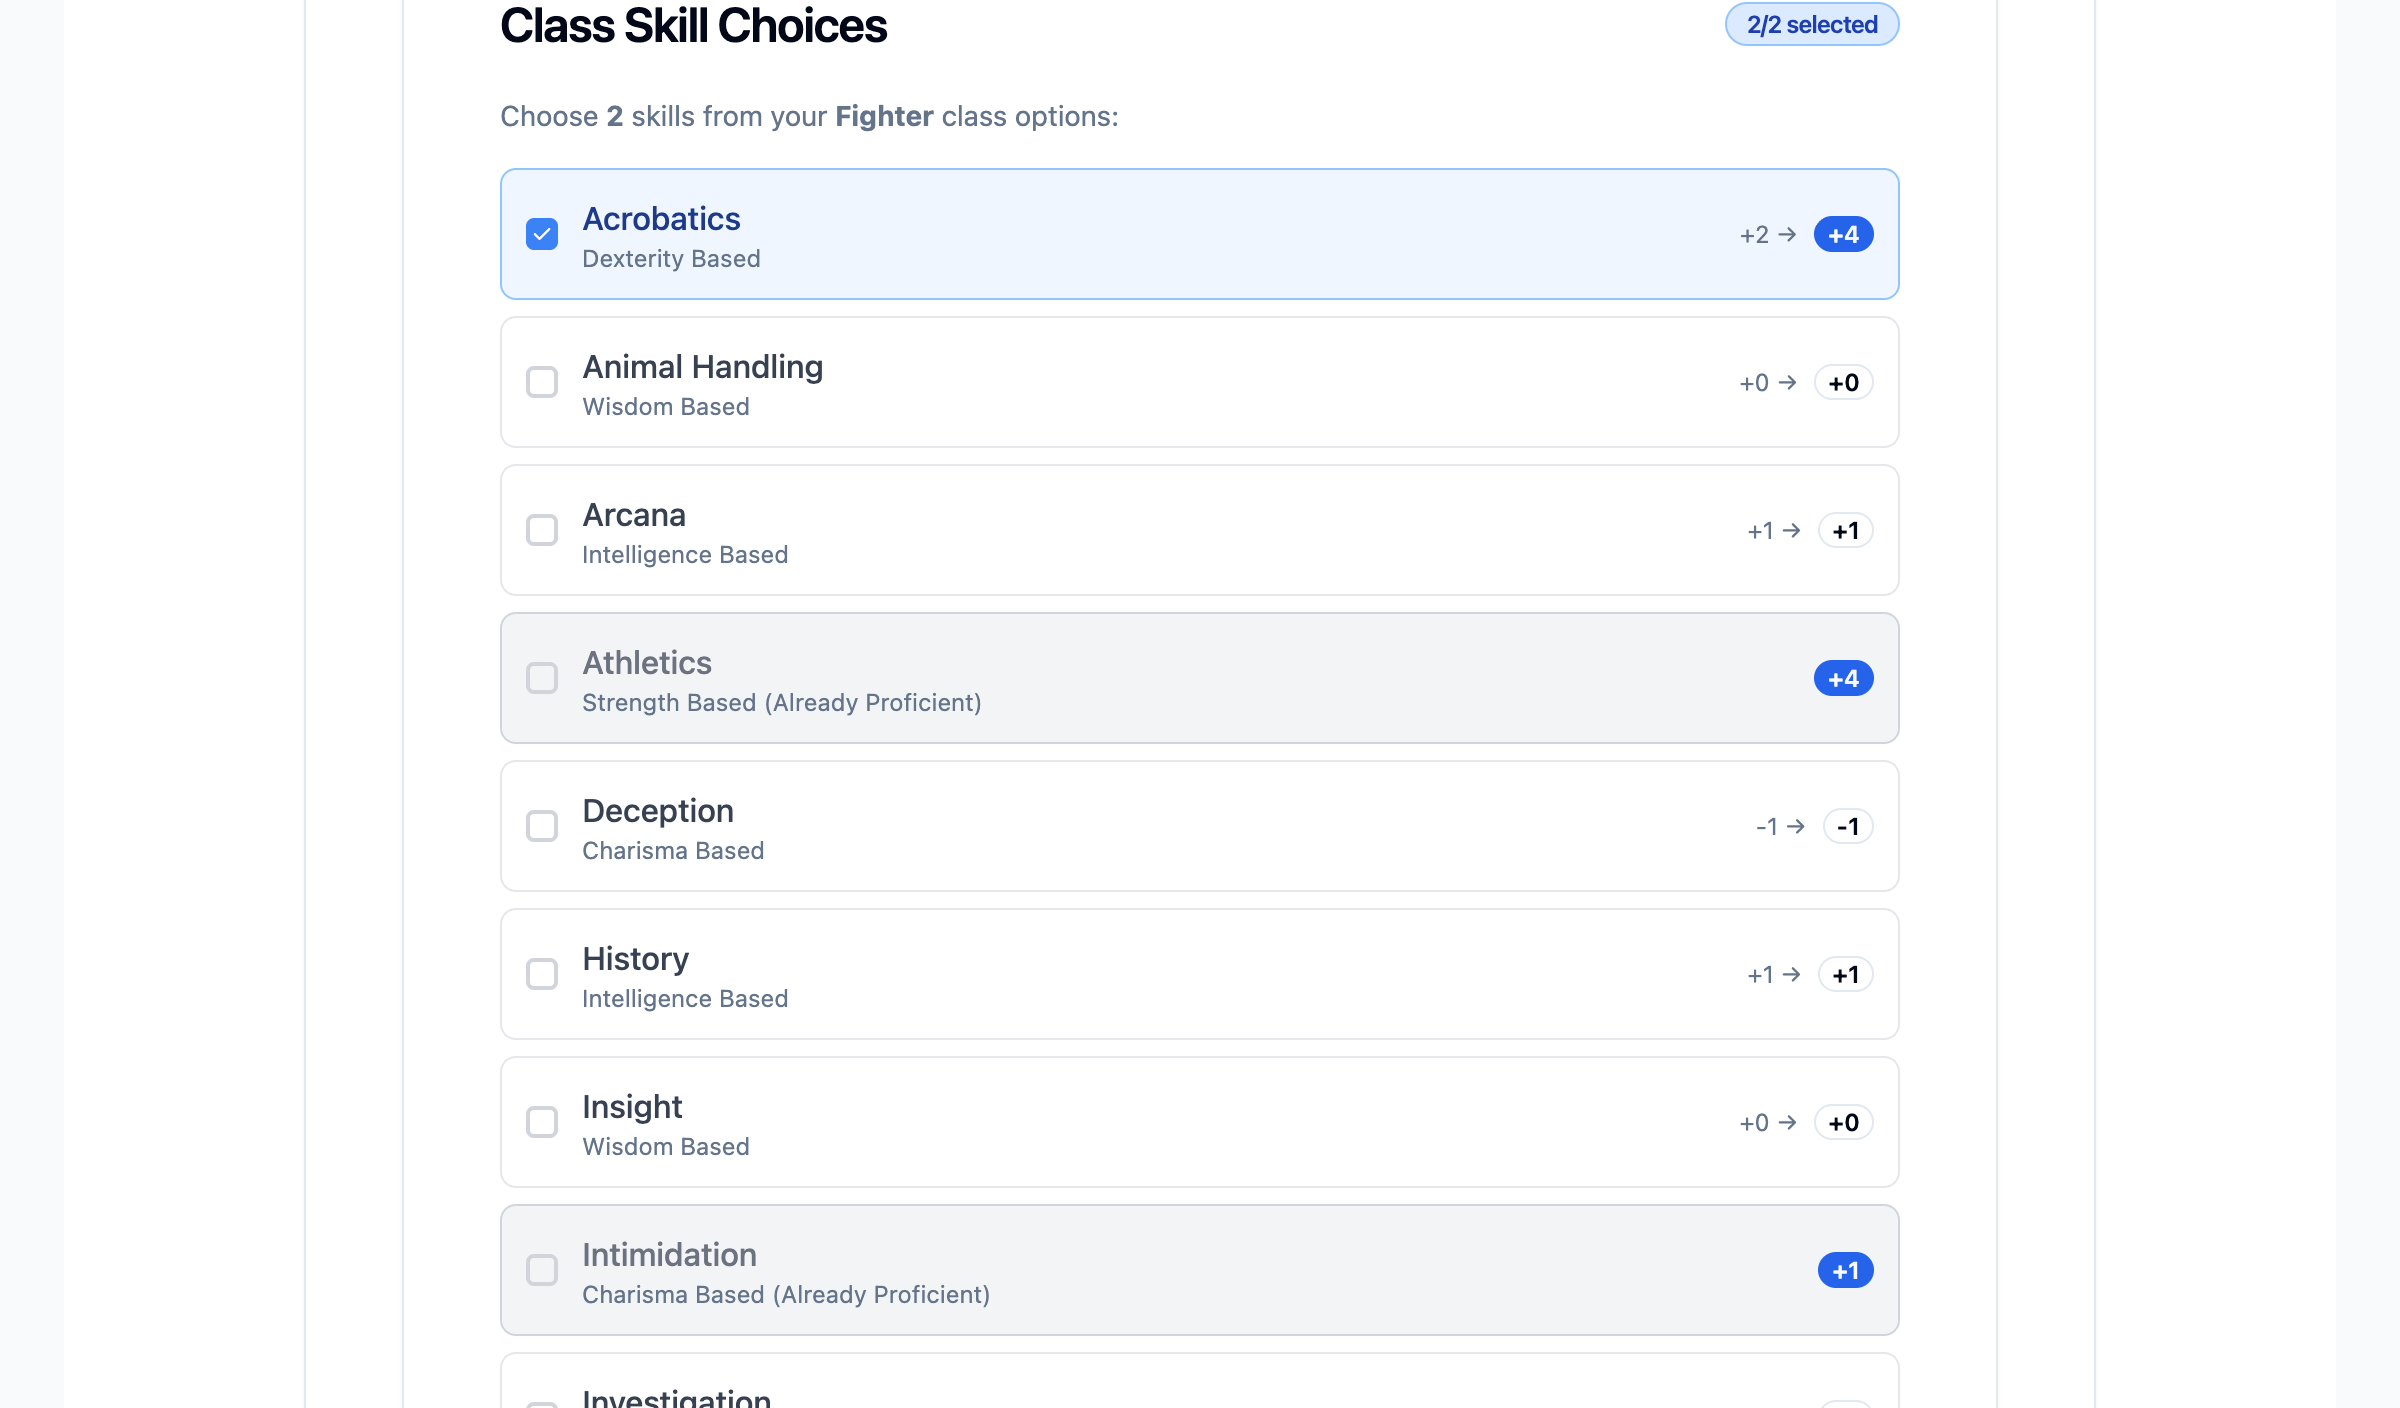 Class Skill Choices
2/2 selected
Choose 2 skills from your Fighter class options:
Acrobatics
Dexterity Based
+2 → +4
Animal Handling
Wisdom Based
+0 → +0
Arcana
Intelligence Based
+1 → +1
Athletics
Strength Based (Already Proficient)
+4
Deception
Charisma Based
-1 → -1
History
Intelligence Based
+1 → +1
Insight
Wisdom Based
+0 → +0
Intimidation
Charisma Based (Already Proficient)
+1
Investigation